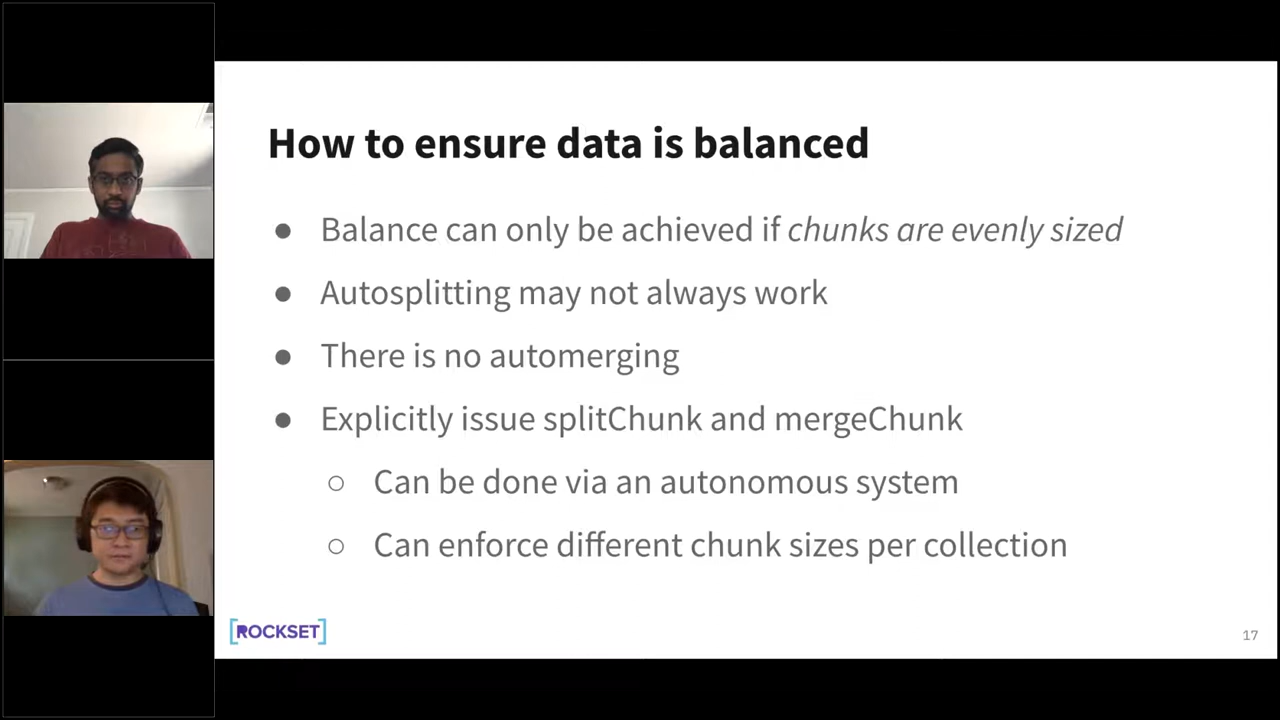 How to ensure data is balanced
● Balance can only be achieved if chunks are evenly sized
● Autosplitting may not always work
● There is no automerging
● Explicitly issue splitChunk and mergeChunk
○ Can be done via an autonomous system
○ Can enforce different chunk sizes per collection
[ROCKSET]
17